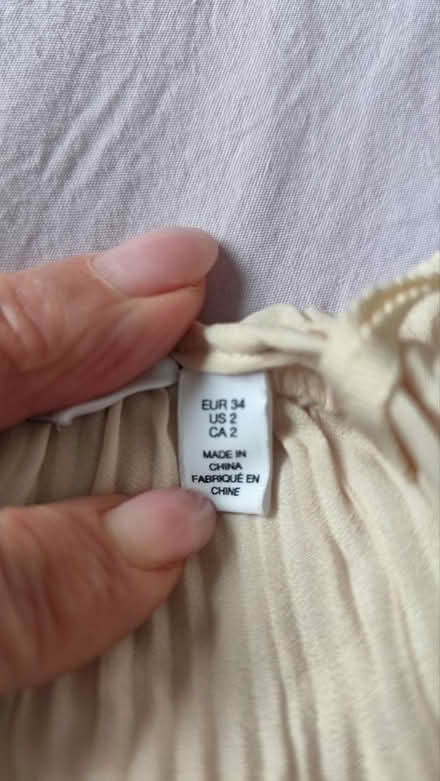 EUR 34
US 2
CA 2
MADE IN
CHINA
FABRIQUÉ EN
CHINE